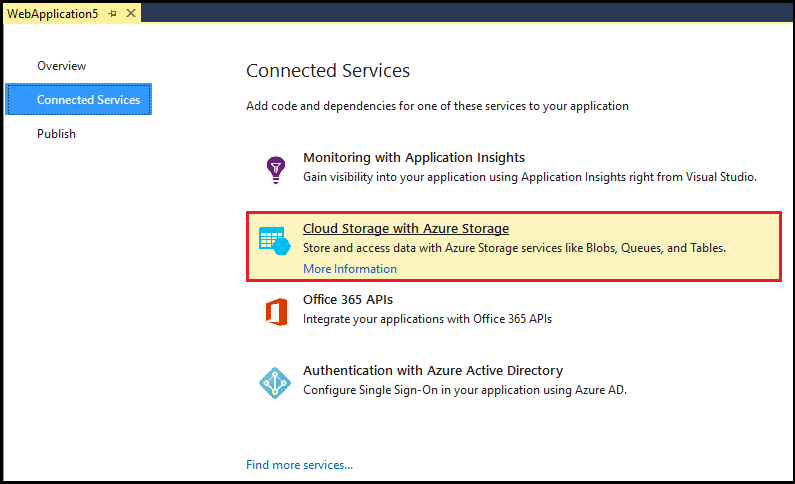 WebApplication5
Overview
Connected Services
Publish
Connected Services
Add code and dependencies for one of these services to your application
Monitoring with Application Insights
Gain visibility into your application using Application Insights right from Visual Studio.
Cloud Storage with Azure Storage
Store and access data with Azure Storage services like Blobs, Queues, and Tables.
More Information
Office 365 APIs
Integrate your applications with Office 365 APIs
Authentication with Azure Active Directory
Configure Single Sign-On in your application using Azure AD.
Find more services...